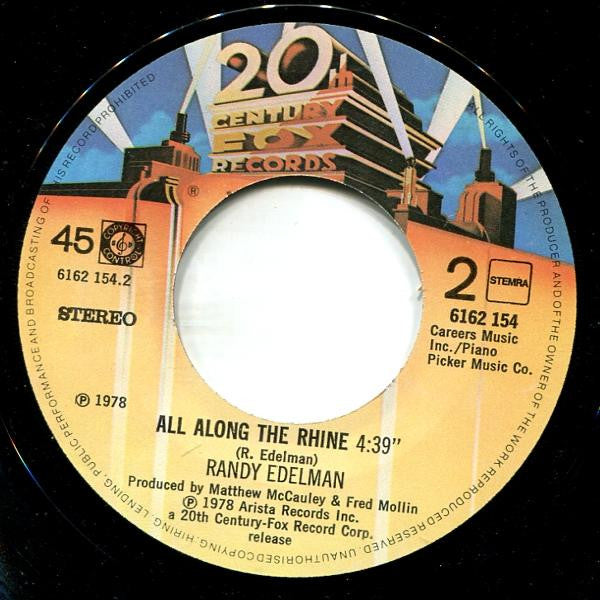 20th
CENTURY
FOX
RECORDS
®
45
COPYRIGHT
CONTROL
6162 154.2
STEREO
2
STEMRA
6162 154
Careers Music
Inc./Piano
Picker Music Co.
℗ 1978
ALL ALONG THE RHINE 4:39"
(R. Edelman)
RANDY EDELMAN
Produced by Matthew McCauley & Fred Mollin
℗ 1978 Arista Records Inc.
a 20th Century-Fox Record Corp.
release
ALL RIGHTS OF THE PRODUCER AND OF THE OWNER OF THE WORK REPRODUCED RESERVED. UNAUTHORISED COPYING, HIRING, LENDING, PUBLIC PERFORMANCE AND BROADCASTING OF THIS RECORD PROHIBITED